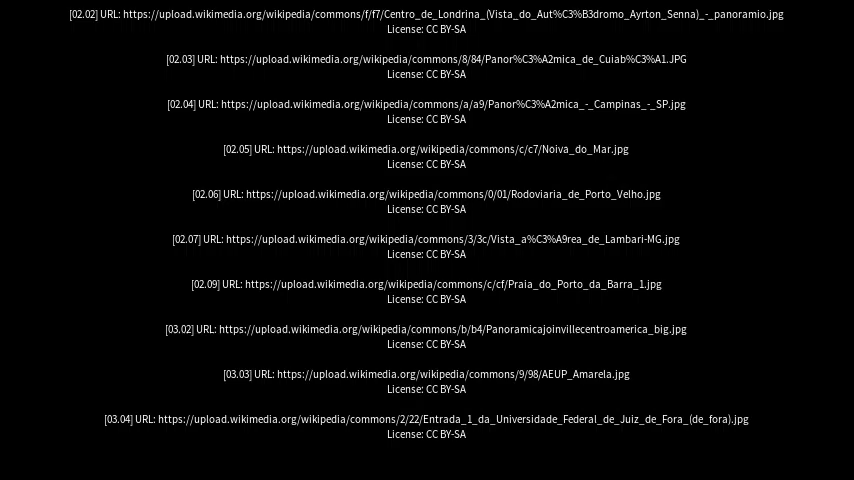 [02.02] URL: https://upload.wikimedia.org/wikipedia/commons/f/f7/Centro_de_Londrina_(Vista_do_Aut%C3%B3dromo_Ayrton_Senna)_-_panoramio.jpg
License: CC BY-SA
[02.03] URL: https://upload.wikimedia.org/wikipedia/commons/8/84/Panor%C3%A2mica_de_Cuiab%C3%A1.JPG
License: CC BY-SA
[02.04] URL: https://upload.wikimedia.org/wikipedia/commons/a/a9/Panor%C3%A2mica_-_Campinas_-_SP.jpg
License: CC BY-SA
[02.05] URL: https://upload.wikimedia.org/wikipedia/commons/c/c7/Noiva_do_Mar.jpg
License: CC BY-SA
[02.06] URL: https://upload.wikimedia.org/wikipedia/commons/0/01/Rodoviaria_de_Porto_Velho.jpg
License: CC BY-SA
[02.07] URL: https://upload.wikimedia.org/wikipedia/commons/3/3c/Vista_a%C3%A9rea_de_Lambari-MG.jpg
License: CC BY-SA
[02.09] URL: https://upload.wikimedia.org/wikipedia/commons/c/cf/Praia_do_Porto_da_Barra_1.jpg
License: CC BY-SA
[03.02] URL: https://upload.wikimedia.org/wikipedia/commons/b/b4/Panoramicajoinvillecentroamerica_big.jpg
License: CC BY-SA
[03.03] URL: https://upload.wikimedia.org/wikipedia/commons/9/98/AEUP_Amarela.jpg
License: CC BY-SA
[03.04] URL: https://upload.wikimedia.org/wikipedia/commons/2/22/Entrada_1_da_Universidade_Federal_de_Juiz_de_Fora_(de_fora).jpg
License: CC BY-SA